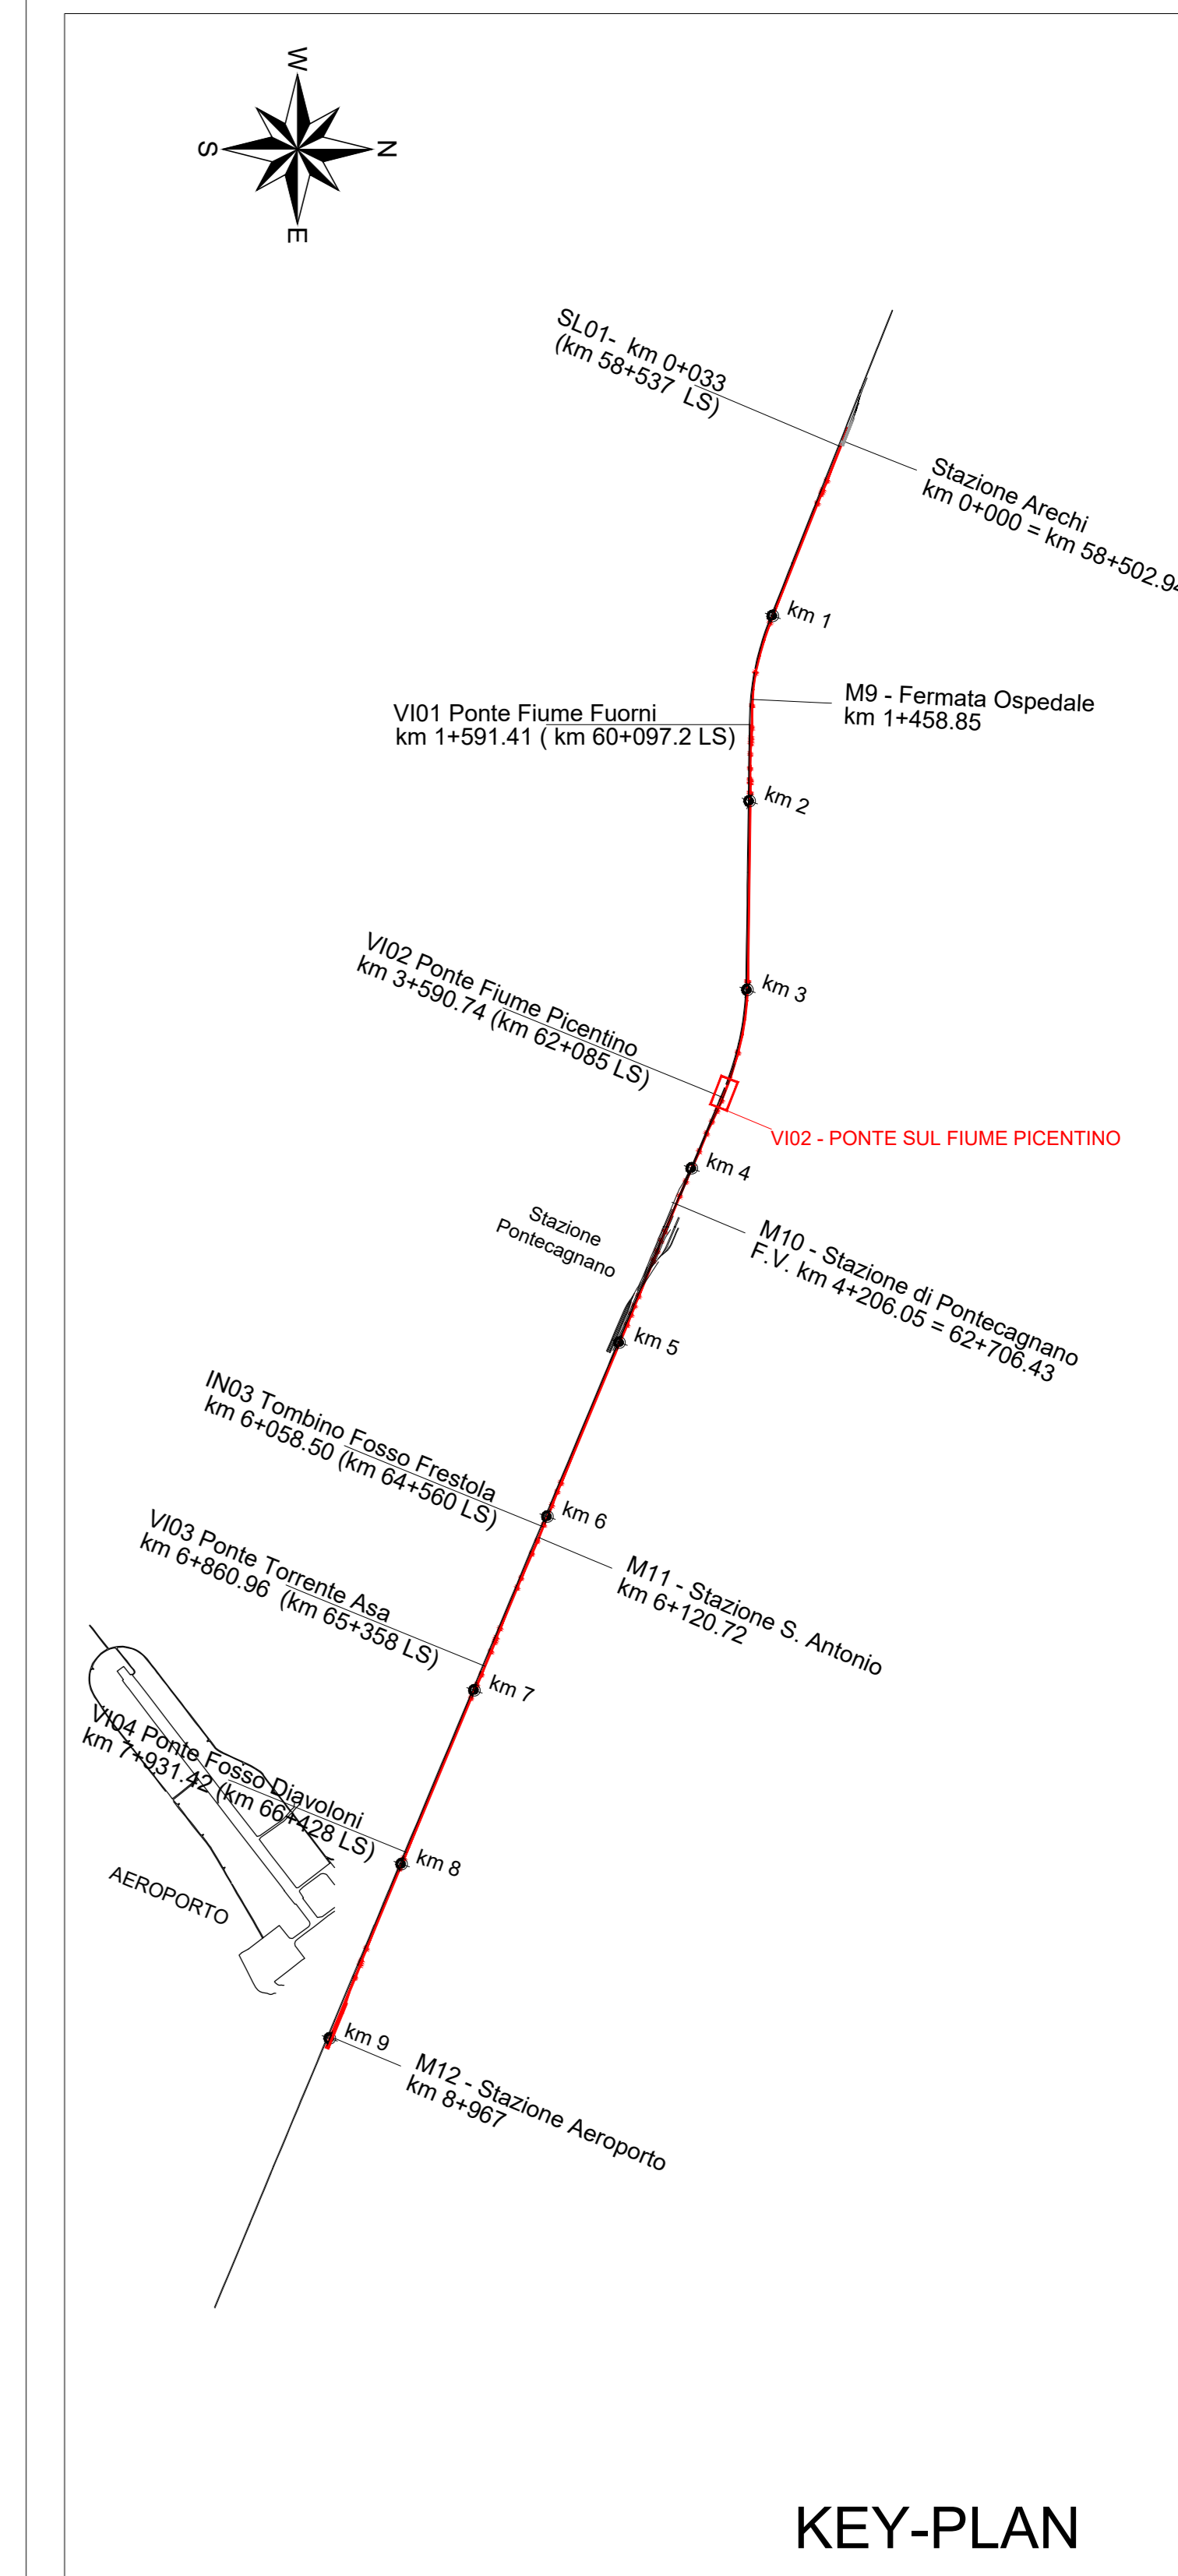 W
S
N
E
SL01- km 0+033
(km 58+537 LS)
Stazione Arechi
km 0+000 = km 58+502.94
km 1
M9 - Fermata Ospedale
km 1+458.85
VI01 Ponte Fiume Fuorni
km 1+591.41 ( km 60+097.2 LS)
km 2
VI02 Ponte Fiume Picentino
km 3+590.74 (km 62+085 LS)
km 3
VI02 - PONTE SUL FIUME PICENTINO
km 4
Stazione
Pontecagnano
M10 - Stazione di Pontecagnano
F.V. km 4+206.05 = 62+706.43
km 5
IN03 Tombino Fosso Frestola
km 6+058.50 (km 64+560 LS)
km 6
M11 - Stazione S. Antonio
km 6+120.72
VI03 Ponte Torrente Asa
km 6+860.96 (km 65+358 LS)
km 7
VI04 Ponte Fosso Diavoloni
km 7+931.42 (km 66+428 LS)
km 8
AEROPORTO
km 9
M12 - Stazione Aeroporto
km 8+967
KEY-PLAN